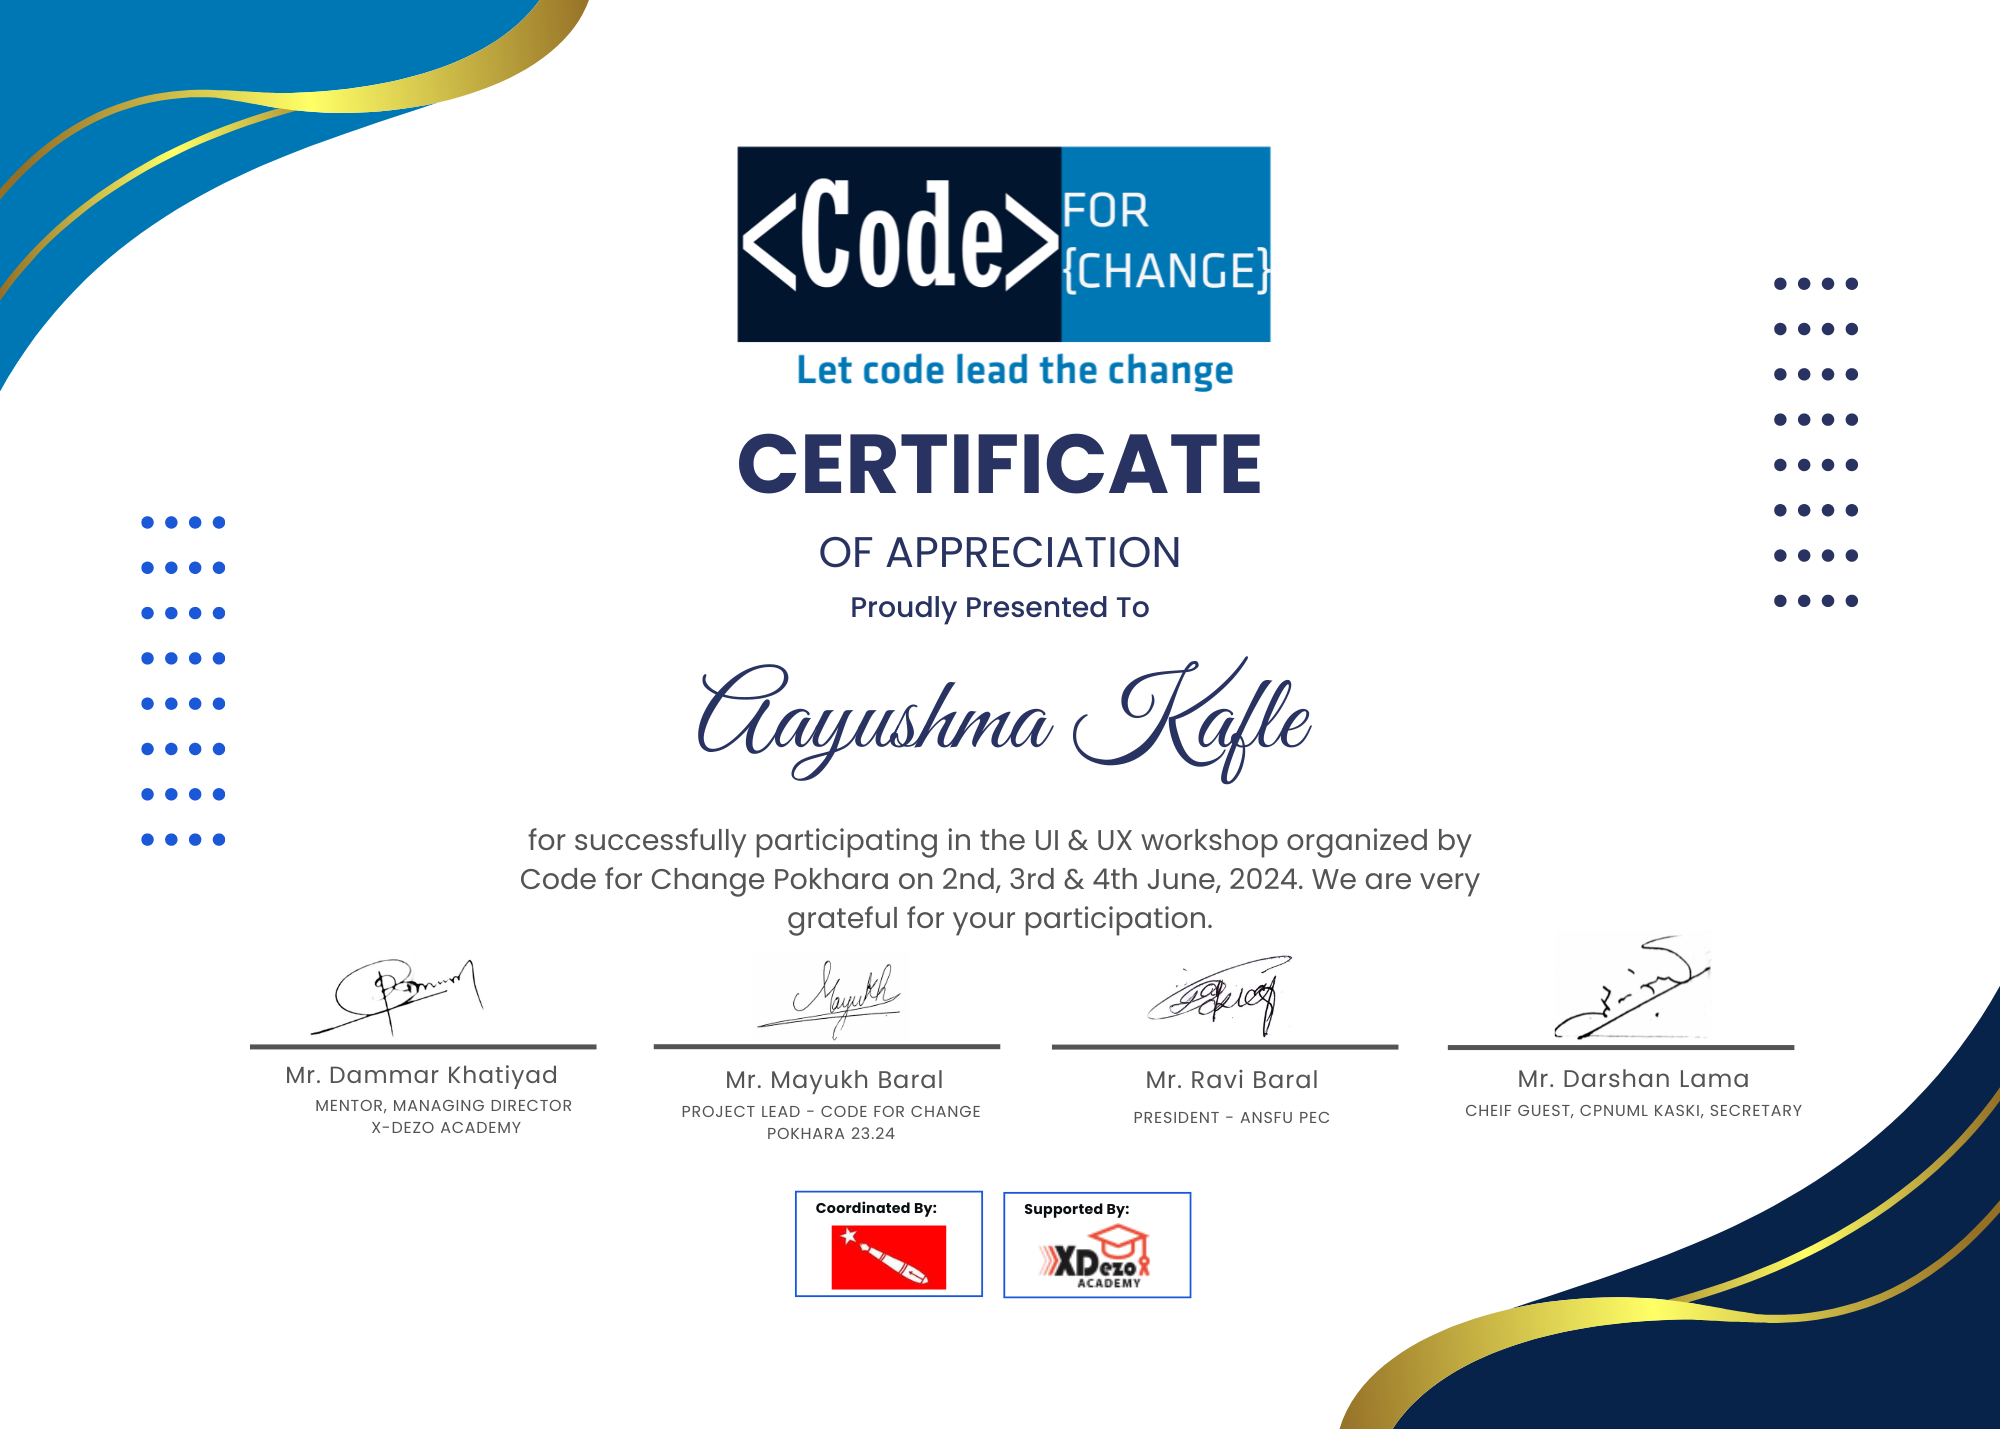 <Code> FOR
{CHANGE}
Let code lead the change
CERTIFICATE
OF APPRECIATION
Proudly Presented To
Aayushma Kafle
for successfully participating in the UI & UX workshop organized by
Code for Change Pokhara on 2nd, 3rd & 4th June, 2024. We are very
grateful for your participation.
Mayukh
Mr. Dammar Khatiyad
MENTOR, MANAGING DIRECTOR
X-DEZO ACADEMY
Mr. Mayukh Baral
PROJECT LEAD - CODE FOR CHANGE
POKHARA 23.24
Mr. Ravi Baral
PRESIDENT - ANSFU PEC
Mr. Darshan Lama
CHEIF GUEST, CPNUML KASKI, SECRETARY
Coordinated By:
Supported By:
XDezo
ACADEMY